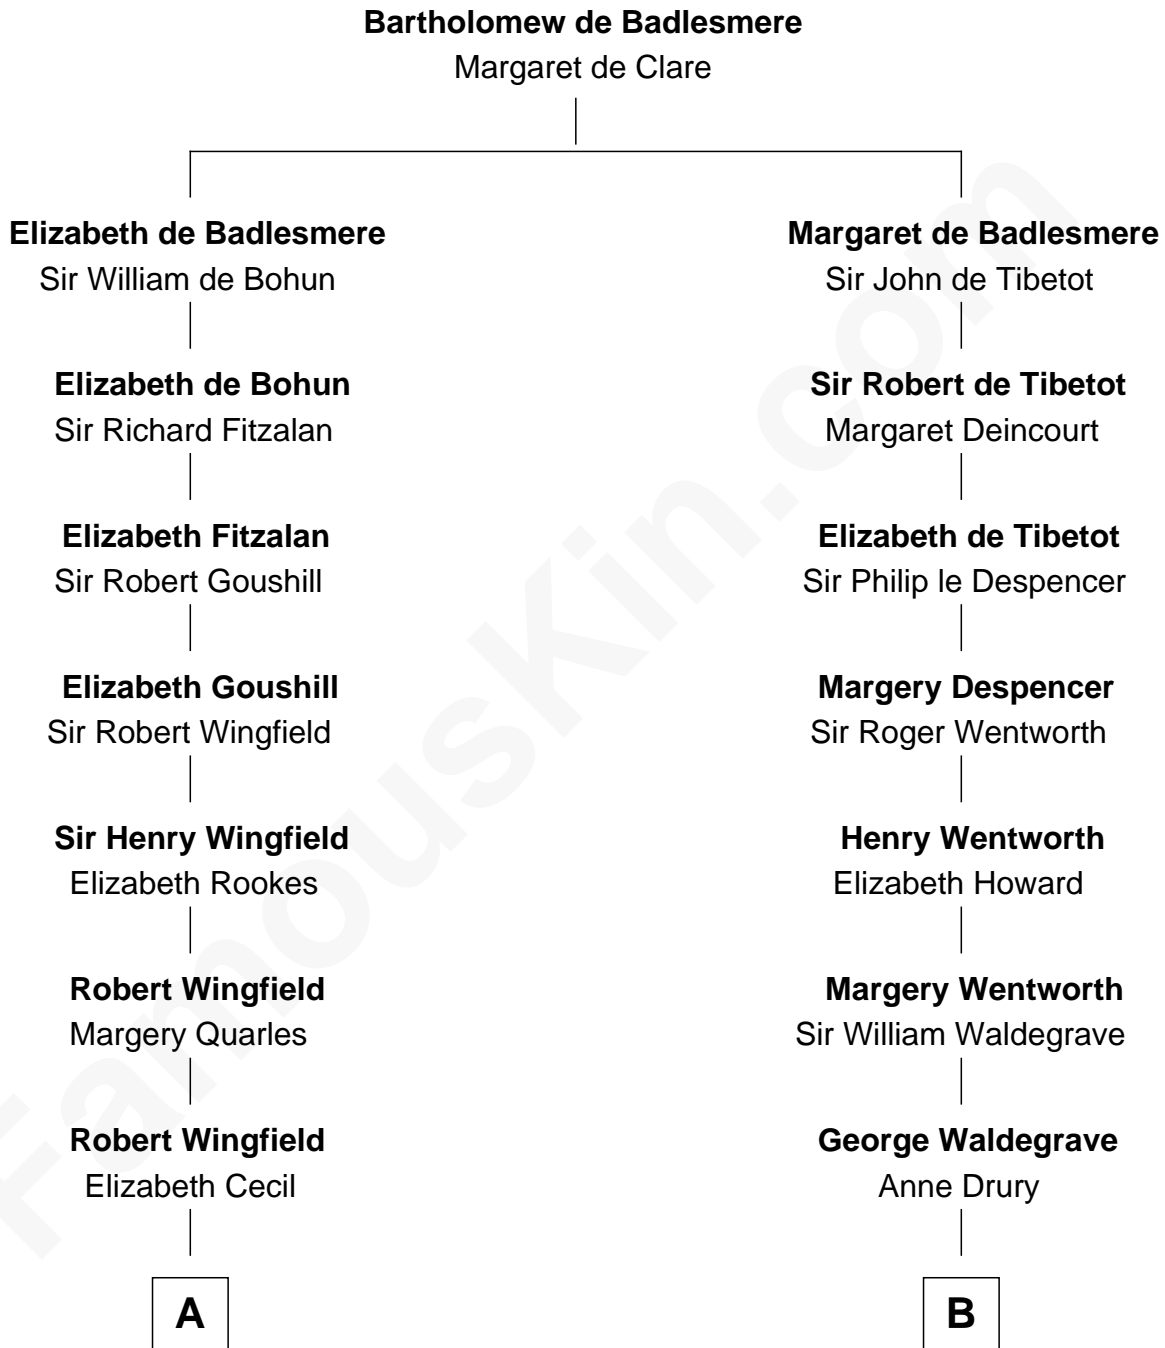 Bartholomew de Badlesmere
Margaret de Clare
Elizabeth de Badlesmere
Sir William de Bohun
Margaret de Badlesmere
Sir John de Tibetot
Elizabeth de Bohun
Sir Richard Fitzalan
Sir Robert de Tibetot
Margaret Deincourt
Elizabeth Fitzalan
Sir Robert Goushill
Elizabeth de Tibetot
Sir Philip le Despencer
Elizabeth Goushill
Sir Robert Wingfield
Margery Despencer
Sir Roger Wentworth
Sir Henry Wingfield
Elizabeth Rookes
Henry Wentworth
Elizabeth Howard
Robert Wingfield
Margery Quarles
Margery Wentworth
Sir William Waldegrave
Robert Wingfield
Elizabeth Cecil
George Waldegrave
Anne Drury
A
B
FamousKin.com